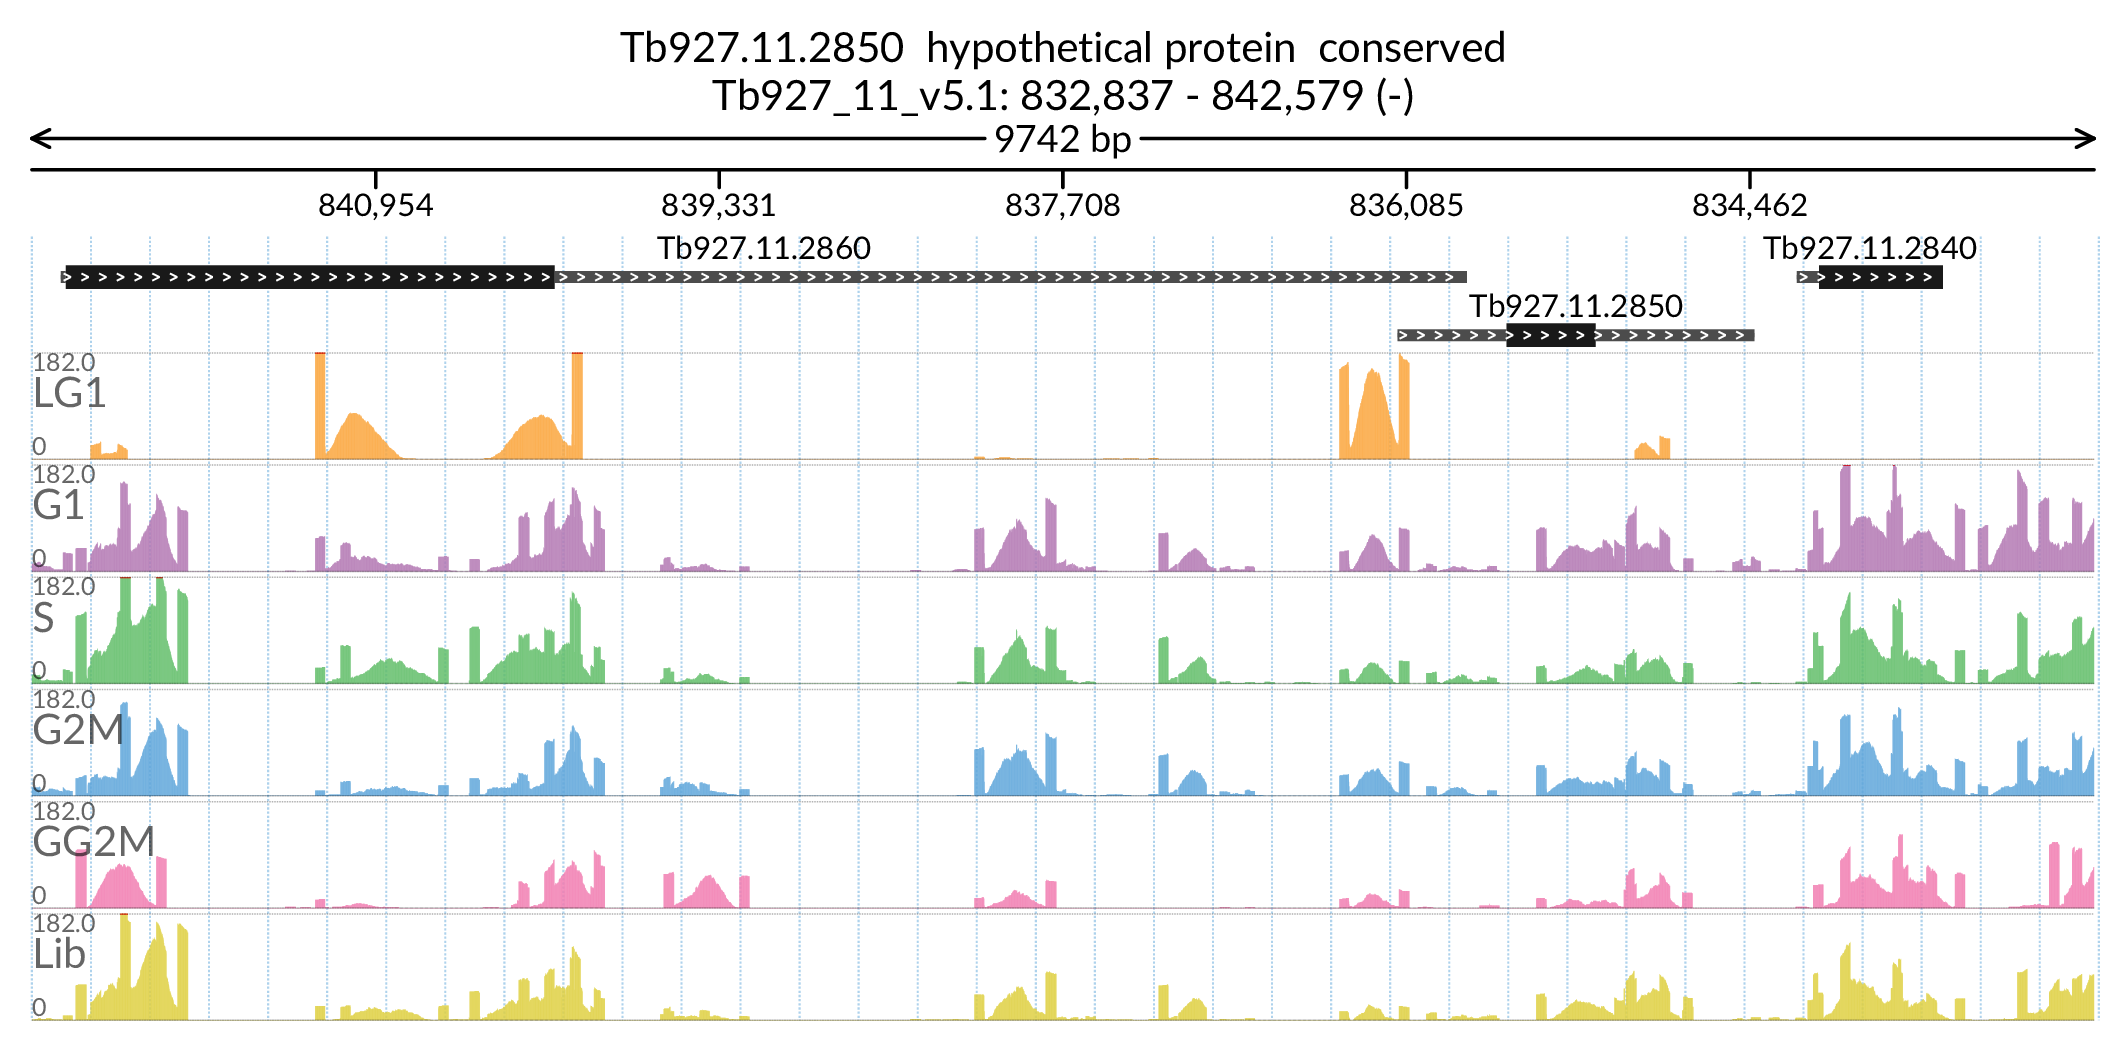 Tb927.11.2850  hypothetical protein  conserved
Tb927_11_v5.1: 832,837 - 842,579 (-)
9742 bp
840,954 839,331 837,708 836,085 834,462
Tb927.11.2860 Tb927.11.2840
Tb927.11.2850
182.0
LG1
0
182.0
G1
0
182.0
S
0
182.0
G2M
0
182.0
GG2M
0
182.0
Lib
0